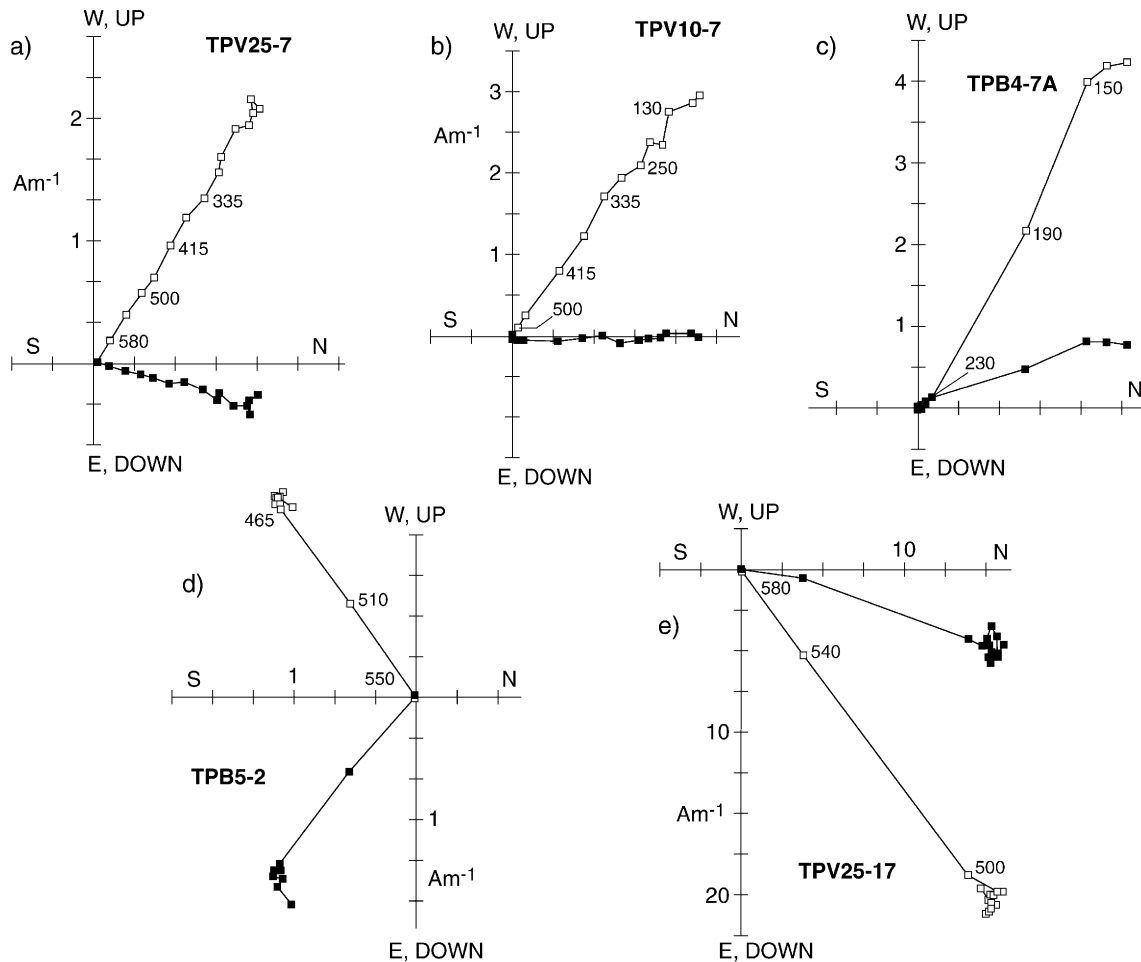 a)
W, UP
TPV25-7
2
Am-1
1
335
415
500
580
S
N
E, DOWN
b)
W, UP
TPV10-7
3
Am-1
2
1
130
250
335
415
500
S
N
E, DOWN
c)
W, UP
TPB4-7A
4
3
2
1
150
190
230
S
N
E, DOWN
d)
W, UP
465
510
550
S
1
N
TPB5-2
1
Am-1
E, DOWN
e)
W, UP
S
10
N
580
540
10
Am-1
500
TPV25-17
20
E, DOWN